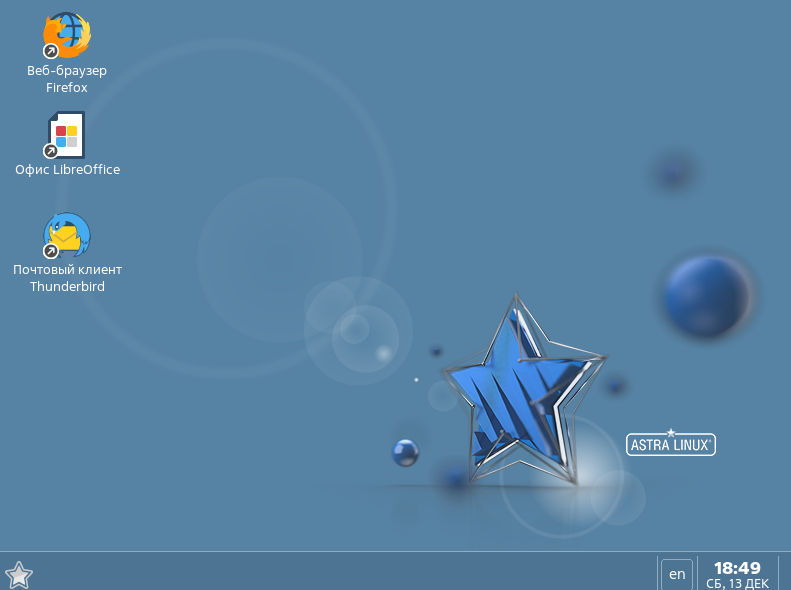 Веб-браузер
Firefox
Офис LibreOffice
Почтовый клиент
Thunderbird
ASTRA LINUX
en
18:49
СБ, 13 ДЕК